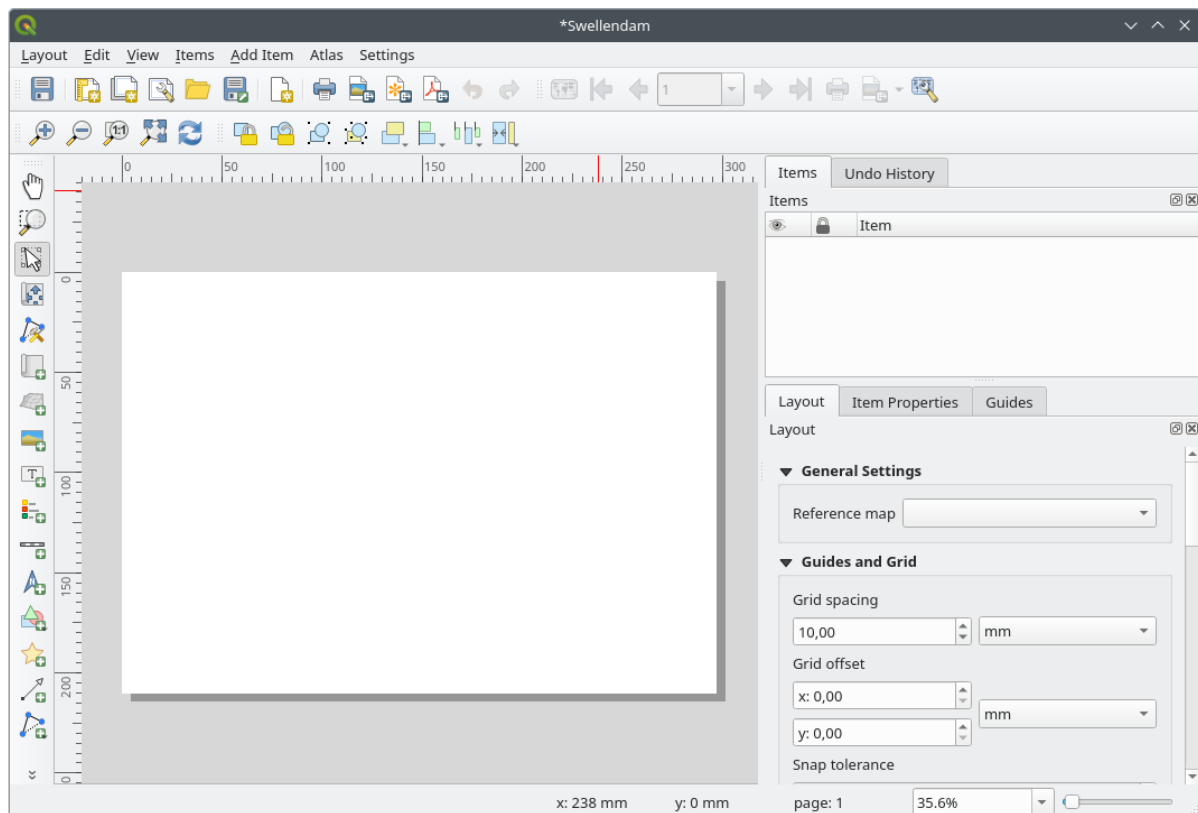 *Swellendam
Layout Edit View Items Add Item Atlas Settings
1
1:1
0 50 100 150 200 250 300
Items Undo History
Items
Item
0
50
100
150
200
0
T
N
Layout Item Properties Guides
Layout
General Settings
Reference map
Guides and Grid
Grid spacing
10,00 mm
Grid offset
x: 0,00
mm
y: 0,00
Snap tolerance
x: 238 mm y: 0 mm page: 1 35.6%